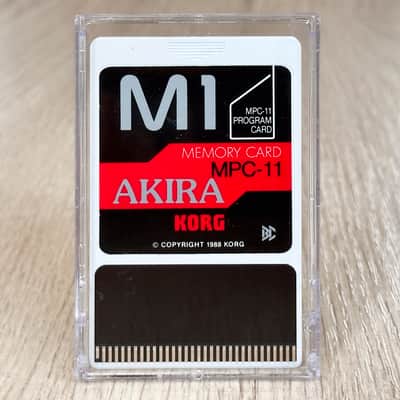 M1
MPC-11
PROGRAM
CARD
MEMORY CARD
MPC-11
AKIRA
KORG
© COPYRIGHT 1988 KORG